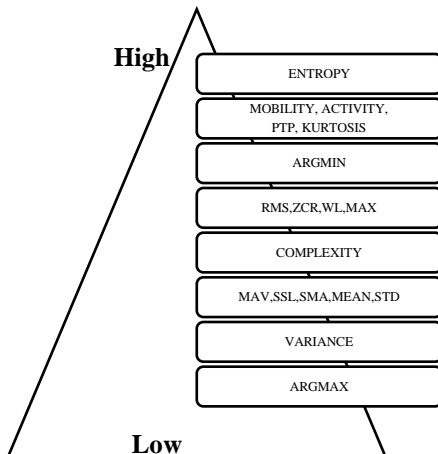 High
ENTROPY
MOBILITY, ACTIVITY,
PTP, KURTOSIS
ARGMIN
RMS,ZCR,WL,MAX
COMPLEXITY
MAV,SSL,SMA,MEAN,STD
VARIANCE
ARGMAX
Low